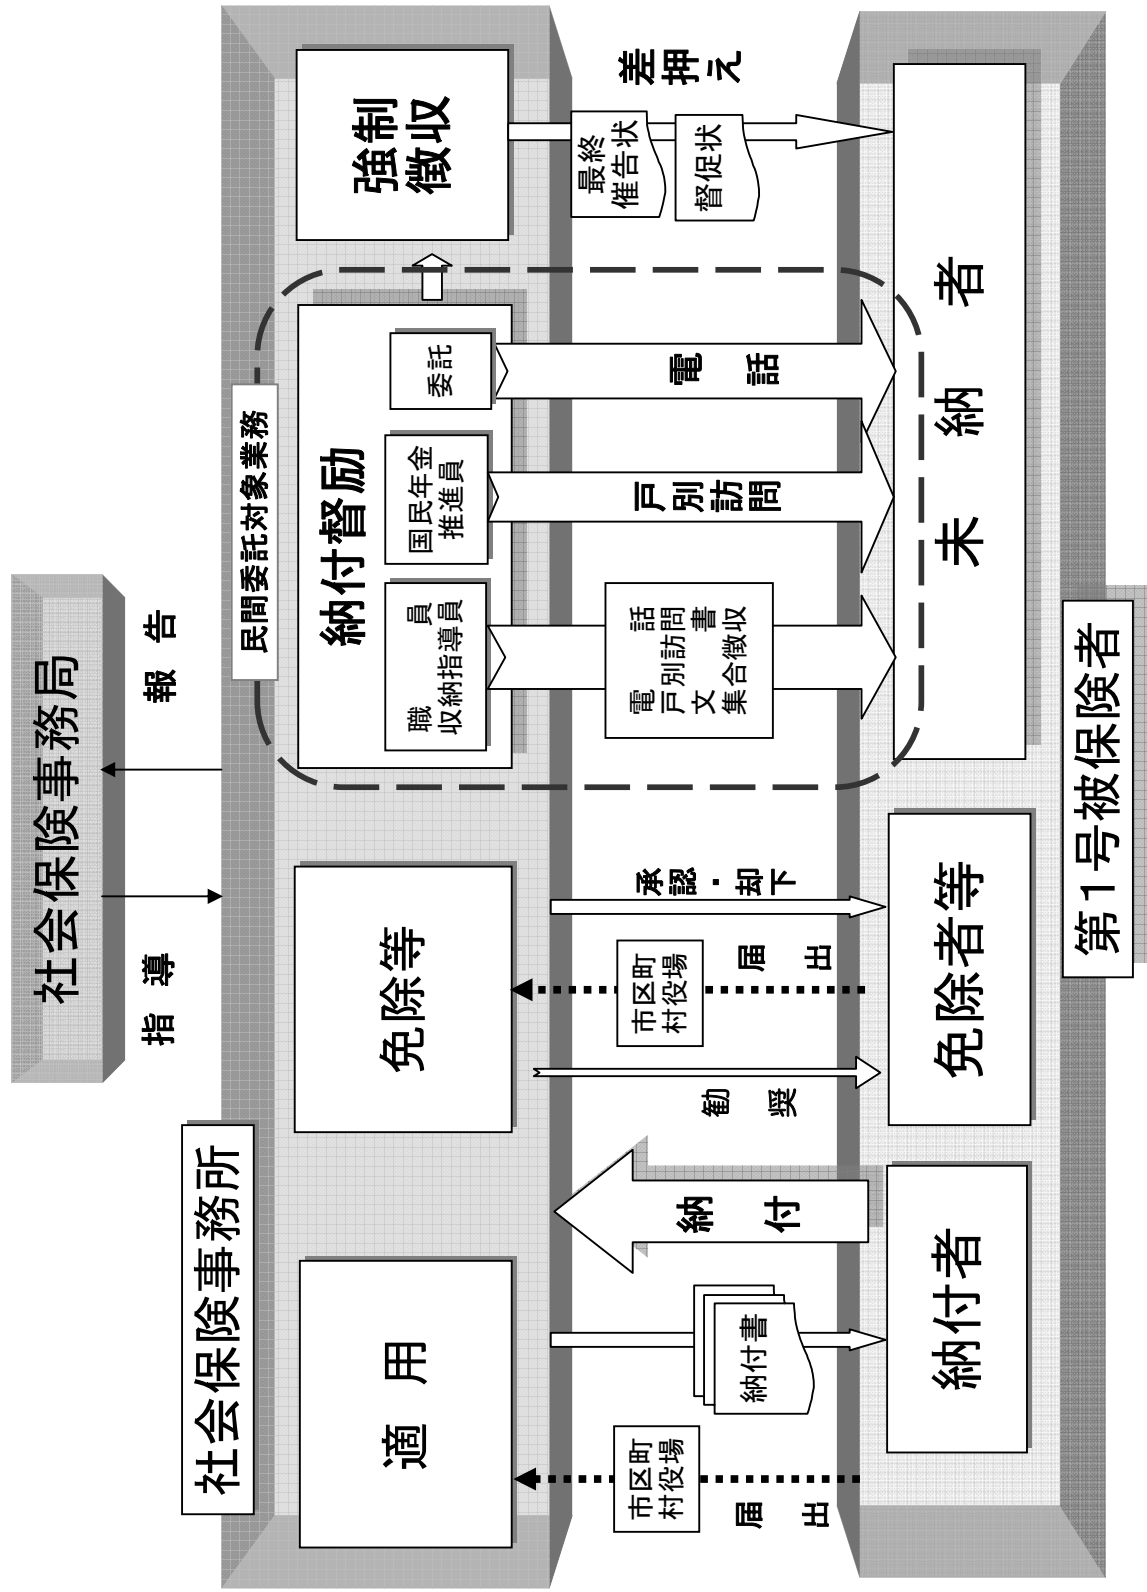 社会保険事務局
指導
報告
社会保険事務所
民間委託対象業務
適用
免除等
納付督励
職員
収納指導員
国民年金
推進員
委託
強制
徴収
市区町
村役場
届出
納付書
納付
勧奨
市区町
村役場
届出
承認・却下
電話
戸別訪問
文書
集合徴収
戸別訪問
電話
最終
催告状
督促状
差押え
納付者
免除者等
未納者
第１号被保険者